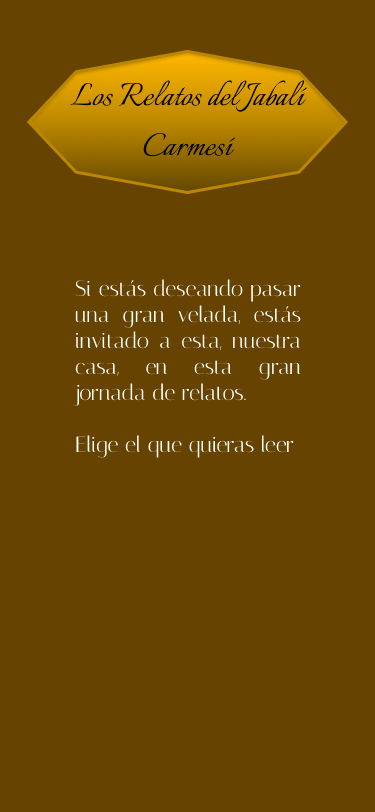 Los Relatos del Jabalí
Carmesí
Si estás deseando pasar
una gran velada, estás
invitado a esta, nuestra
casa, en esta gran
jornada de relatos.
Elige el que quieras leer